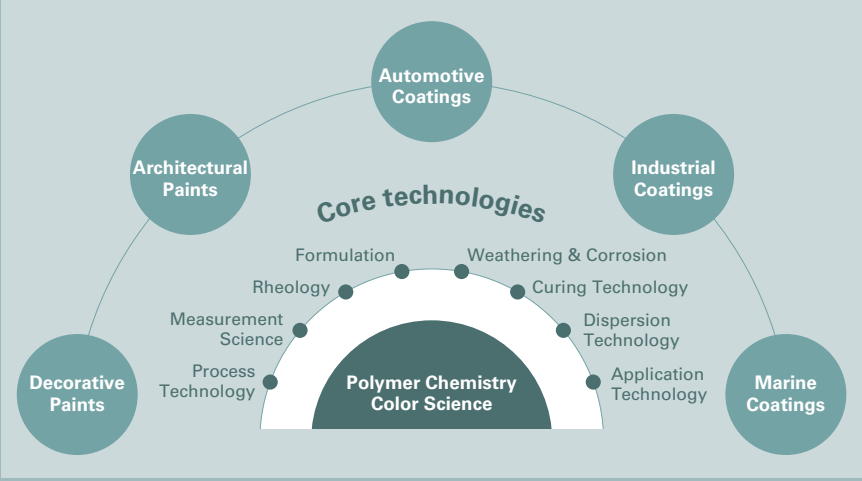 Automotive
Coatings
Architectural
Paints
Industrial
Coatings
Core technologies
Formulation
Weathering & Corrosion
Rheology
Curing Technology
Measurement
Science
Dispersion
Technology
Process
Technology
Application
Technology
Polymer Chemistry
Color Science
Decorative
Paints
Marine
Coatings